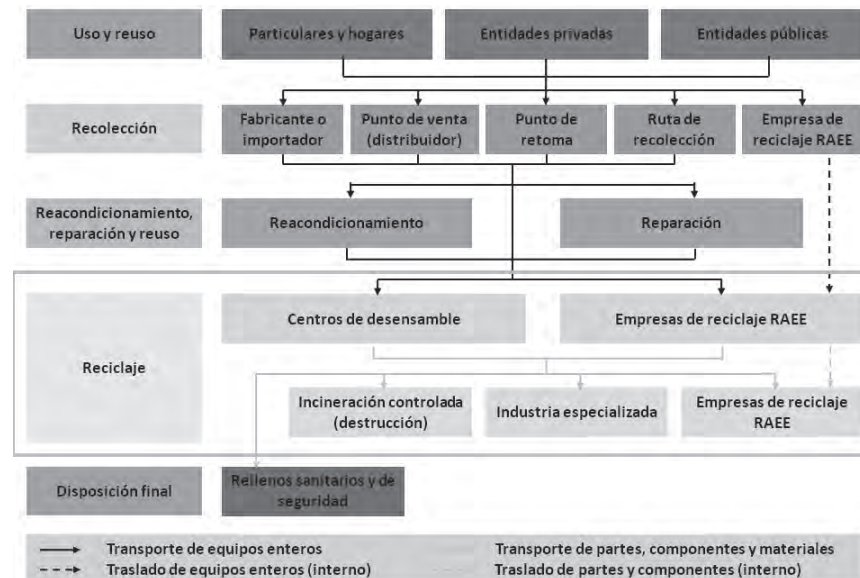 Uso y reuso
Particulares y hogares
Entidades privadas
Entidades públicas
Recolección
Fabricante o
importador
Punto de venta
(distribuidor)
Punto de
retoma
Ruta de
recolección
Empresa de
reciclaje RAEE
Reacondicionamiento,
reparación y reuso
Reacondicionamiento
Reparación
Reciclaje
Centros de desensamble
Empresas de reciclaje RAEE
Incineración controlada
(destrucción)
Industria especializada
Empresas de reciclaje
RAEE
Disposición final
Rellenos sanitarios y de
seguridad
Transporte de equipos enteros
Transporte de partes, componentes y materiales
Traslado de equipos enteros (interno)
Traslado de partes y componentes (interno)